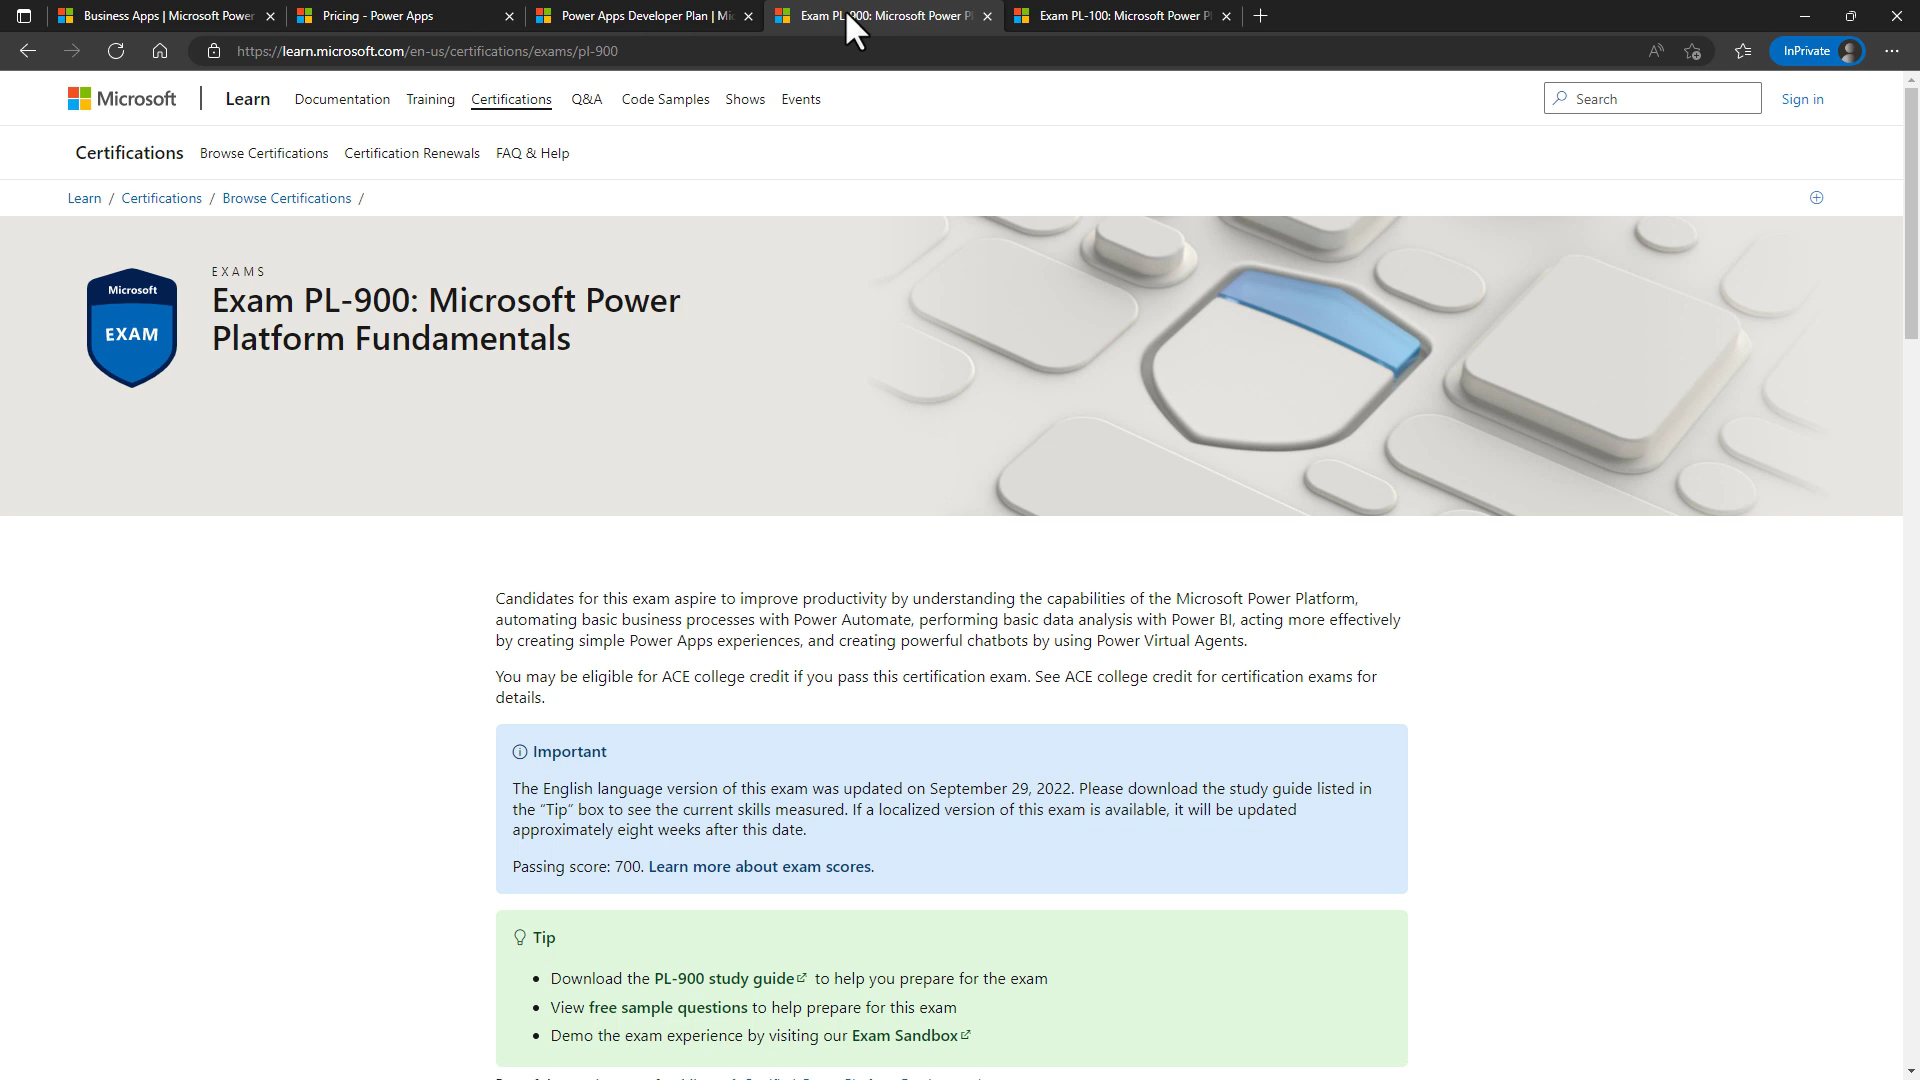 Business Apps | Microsoft Power
Pricing - Power Apps
Power Apps Developer Plan | Mi
Exam PL-900: Microsoft Power P
Exam PL-100: Microsoft Power P
https://learn.microsoft.com/en-us/certifications/exams/pl-900
InPrivate
Microsoft
Learn
Documentation
Training
Certifications
Q&A
Code Samples
Shows
Events
Search
Sign in
Certifications
Browse Certifications
Certification Renewals
FAQ & Help
Learn / Certifications / Browse Certifications /
Microsoft
EXAM
EXAMS
Exam PL-900: Microsoft Power
Platform Fundamentals
Candidates for this exam aspire to improve productivity by understanding the capabilities of the Microsoft Power Platform,
automating basic business processes with Power Automate, performing basic data analysis with Power BI, acting more effectively
by creating simple Power Apps experiences, and creating powerful chatbots by using Power Virtual Agents.
You may be eligible for ACE college credit if you pass this certification exam. See ACE college credit for certification exams for
details.
Important
The English language version of this exam was updated on September 29, 2022. Please download the study guide listed in
the “Tip” box to see the current skills measured. If a localized version of this exam is available, it will be updated
approximately eight weeks after this date.
Passing score: 700. Learn more about exam scores.
Tip
• Download the PL-900 study guide to help you prepare for the exam
• View free sample questions to help prepare for this exam
• Demo the exam experience by visiting our Exam Sandbox